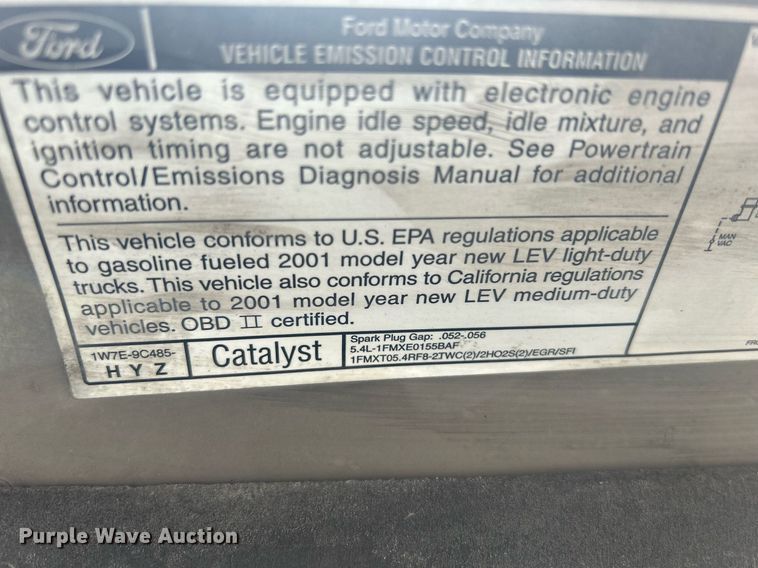 Ford
Ford Motor Company
VEHICLE EMISSION CONTROL INFORMATION
This vehicle is equipped with electronic engine
control systems. Engine idle speed, idle mixture, and
ignition timing are not adjustable. See Powertrain
Control/Emissions Diagnosis Manual for additional
information.
This vehicle conforms to U.S. EPA regulations applicable
to gasoline fueled 2001 model year new LEV light-duty
trucks. This vehicle also conforms to California regulations
applicable to 2001 model year new LEV medium-duty
vehicles. OBD II certified.
1W7E-9C485-
H Y Z
Catalyst
Spark Plug Gap: .052-.056
5.4L-1FMXE0155BAF
1FMXT05.4RF8-2TWC(2)/2HO2S(2)/EGR/SFI
MAN
VAC
Purple Wave Auction